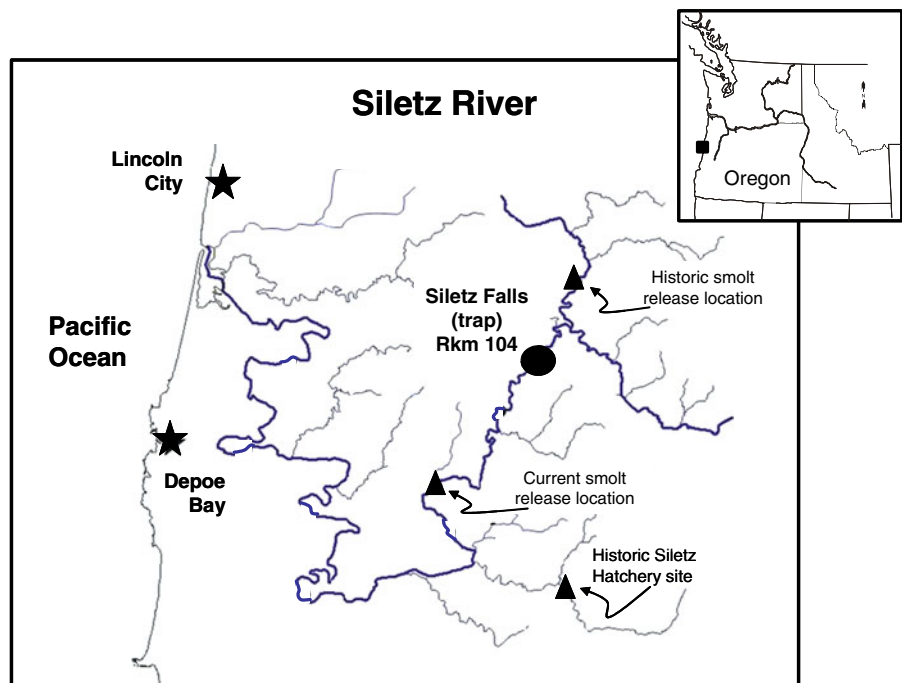 Siletz River
Oregon
Lincoln
City
Historic smolt
release location
Siletz Falls
(trap)
Rkm 104
Pacific
Ocean
Depoe
Bay
Current smolt
release location
Historic Siletz
Hatchery site